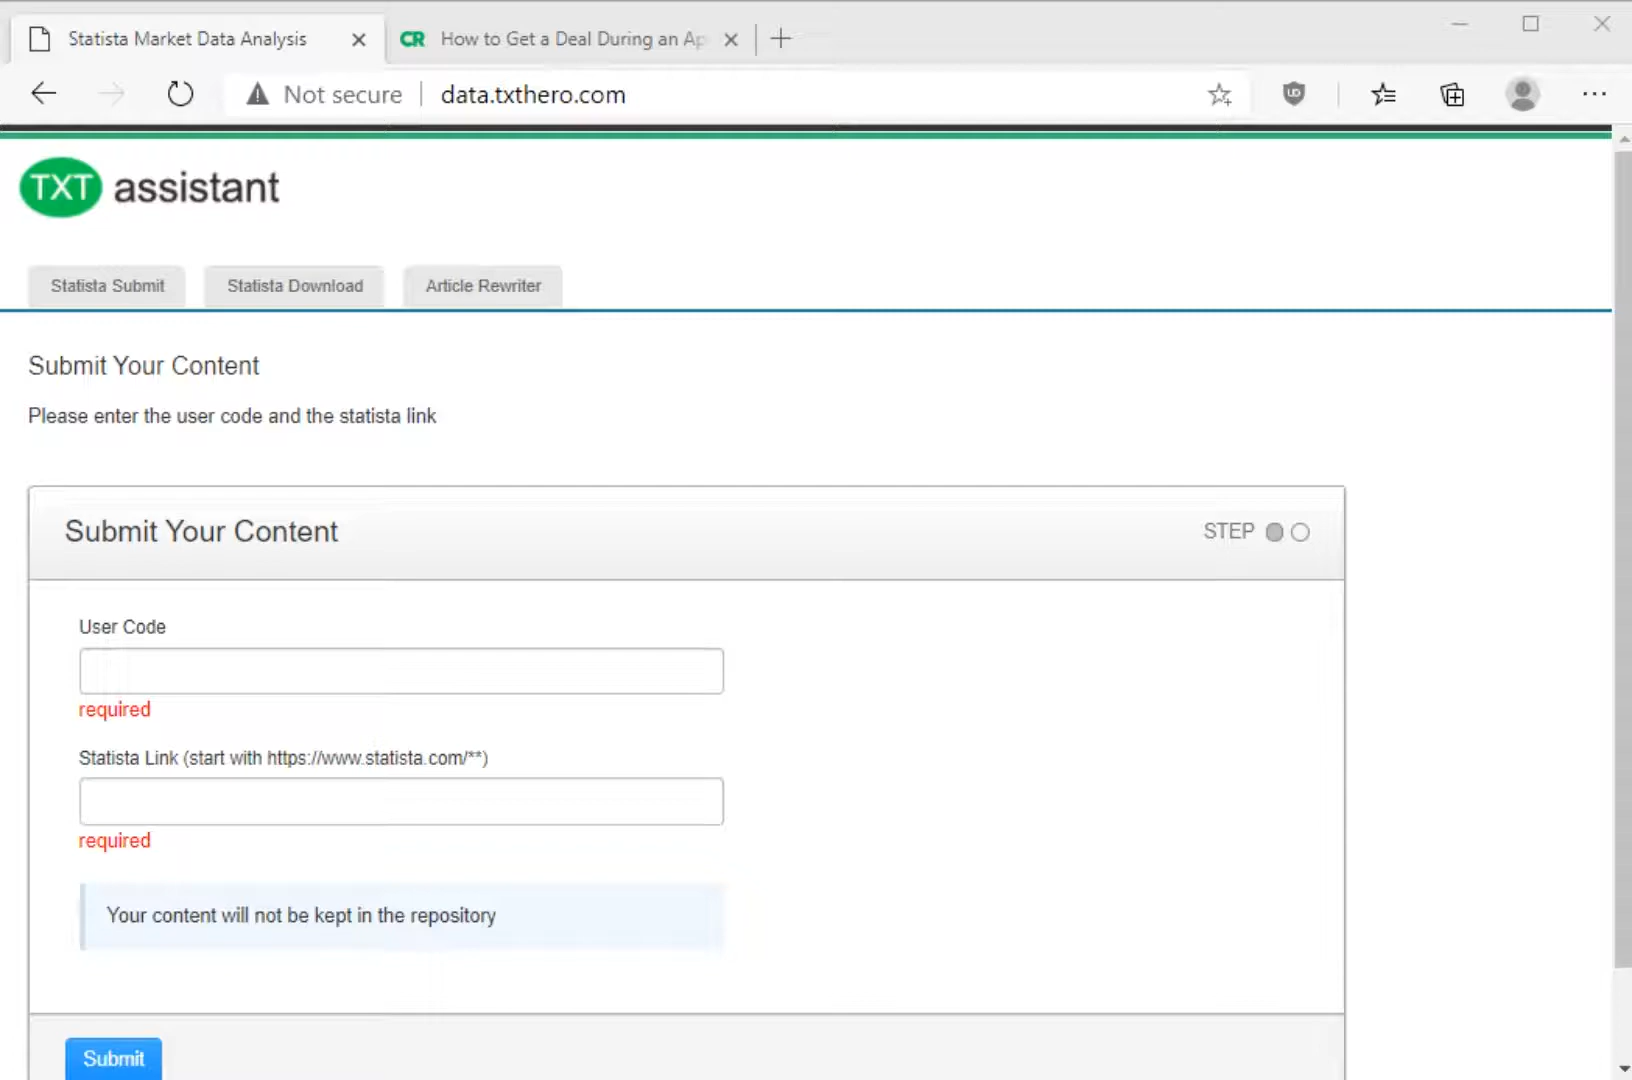 Statista Market Data Analysis
CR How to Get a Deal During an Ap
Not secure data.txthero.com
TXT assistant
Statista Submit Statista Download Article Rewriter
Submit Your Content
Please enter the user code and the statista link
Submit Your Content STEP
User Code
required
Statista Link (start with https://www.statista.com/**)
required
Your content will not be kept in the repository
Submit